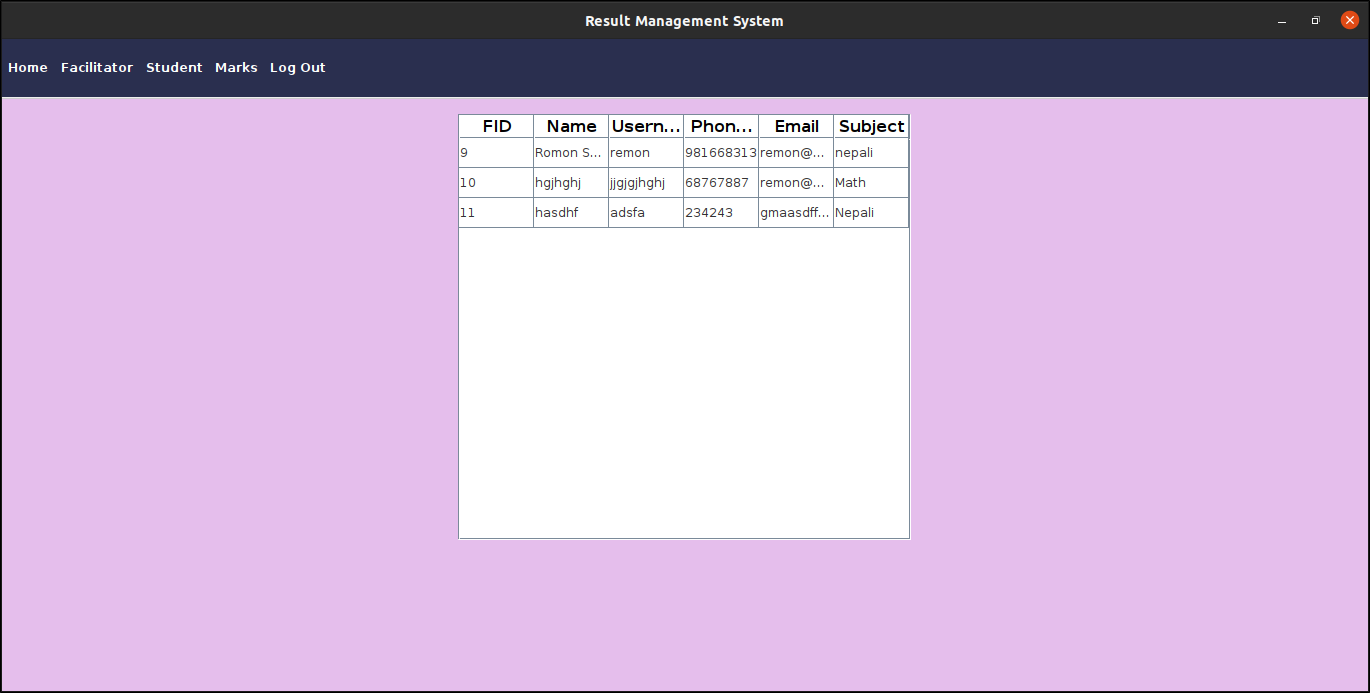 Result Management System
Home Facilitator Student Marks Log Out
FID Name Usern... Phon... Email Subject
9 Romon S... remon 981668313 remon@... nepali
10 hgjhghj jjgjgjhghj 68767887 remon@... Math
11 hasdhf adsfa 234243 gmaasdff... Nepali